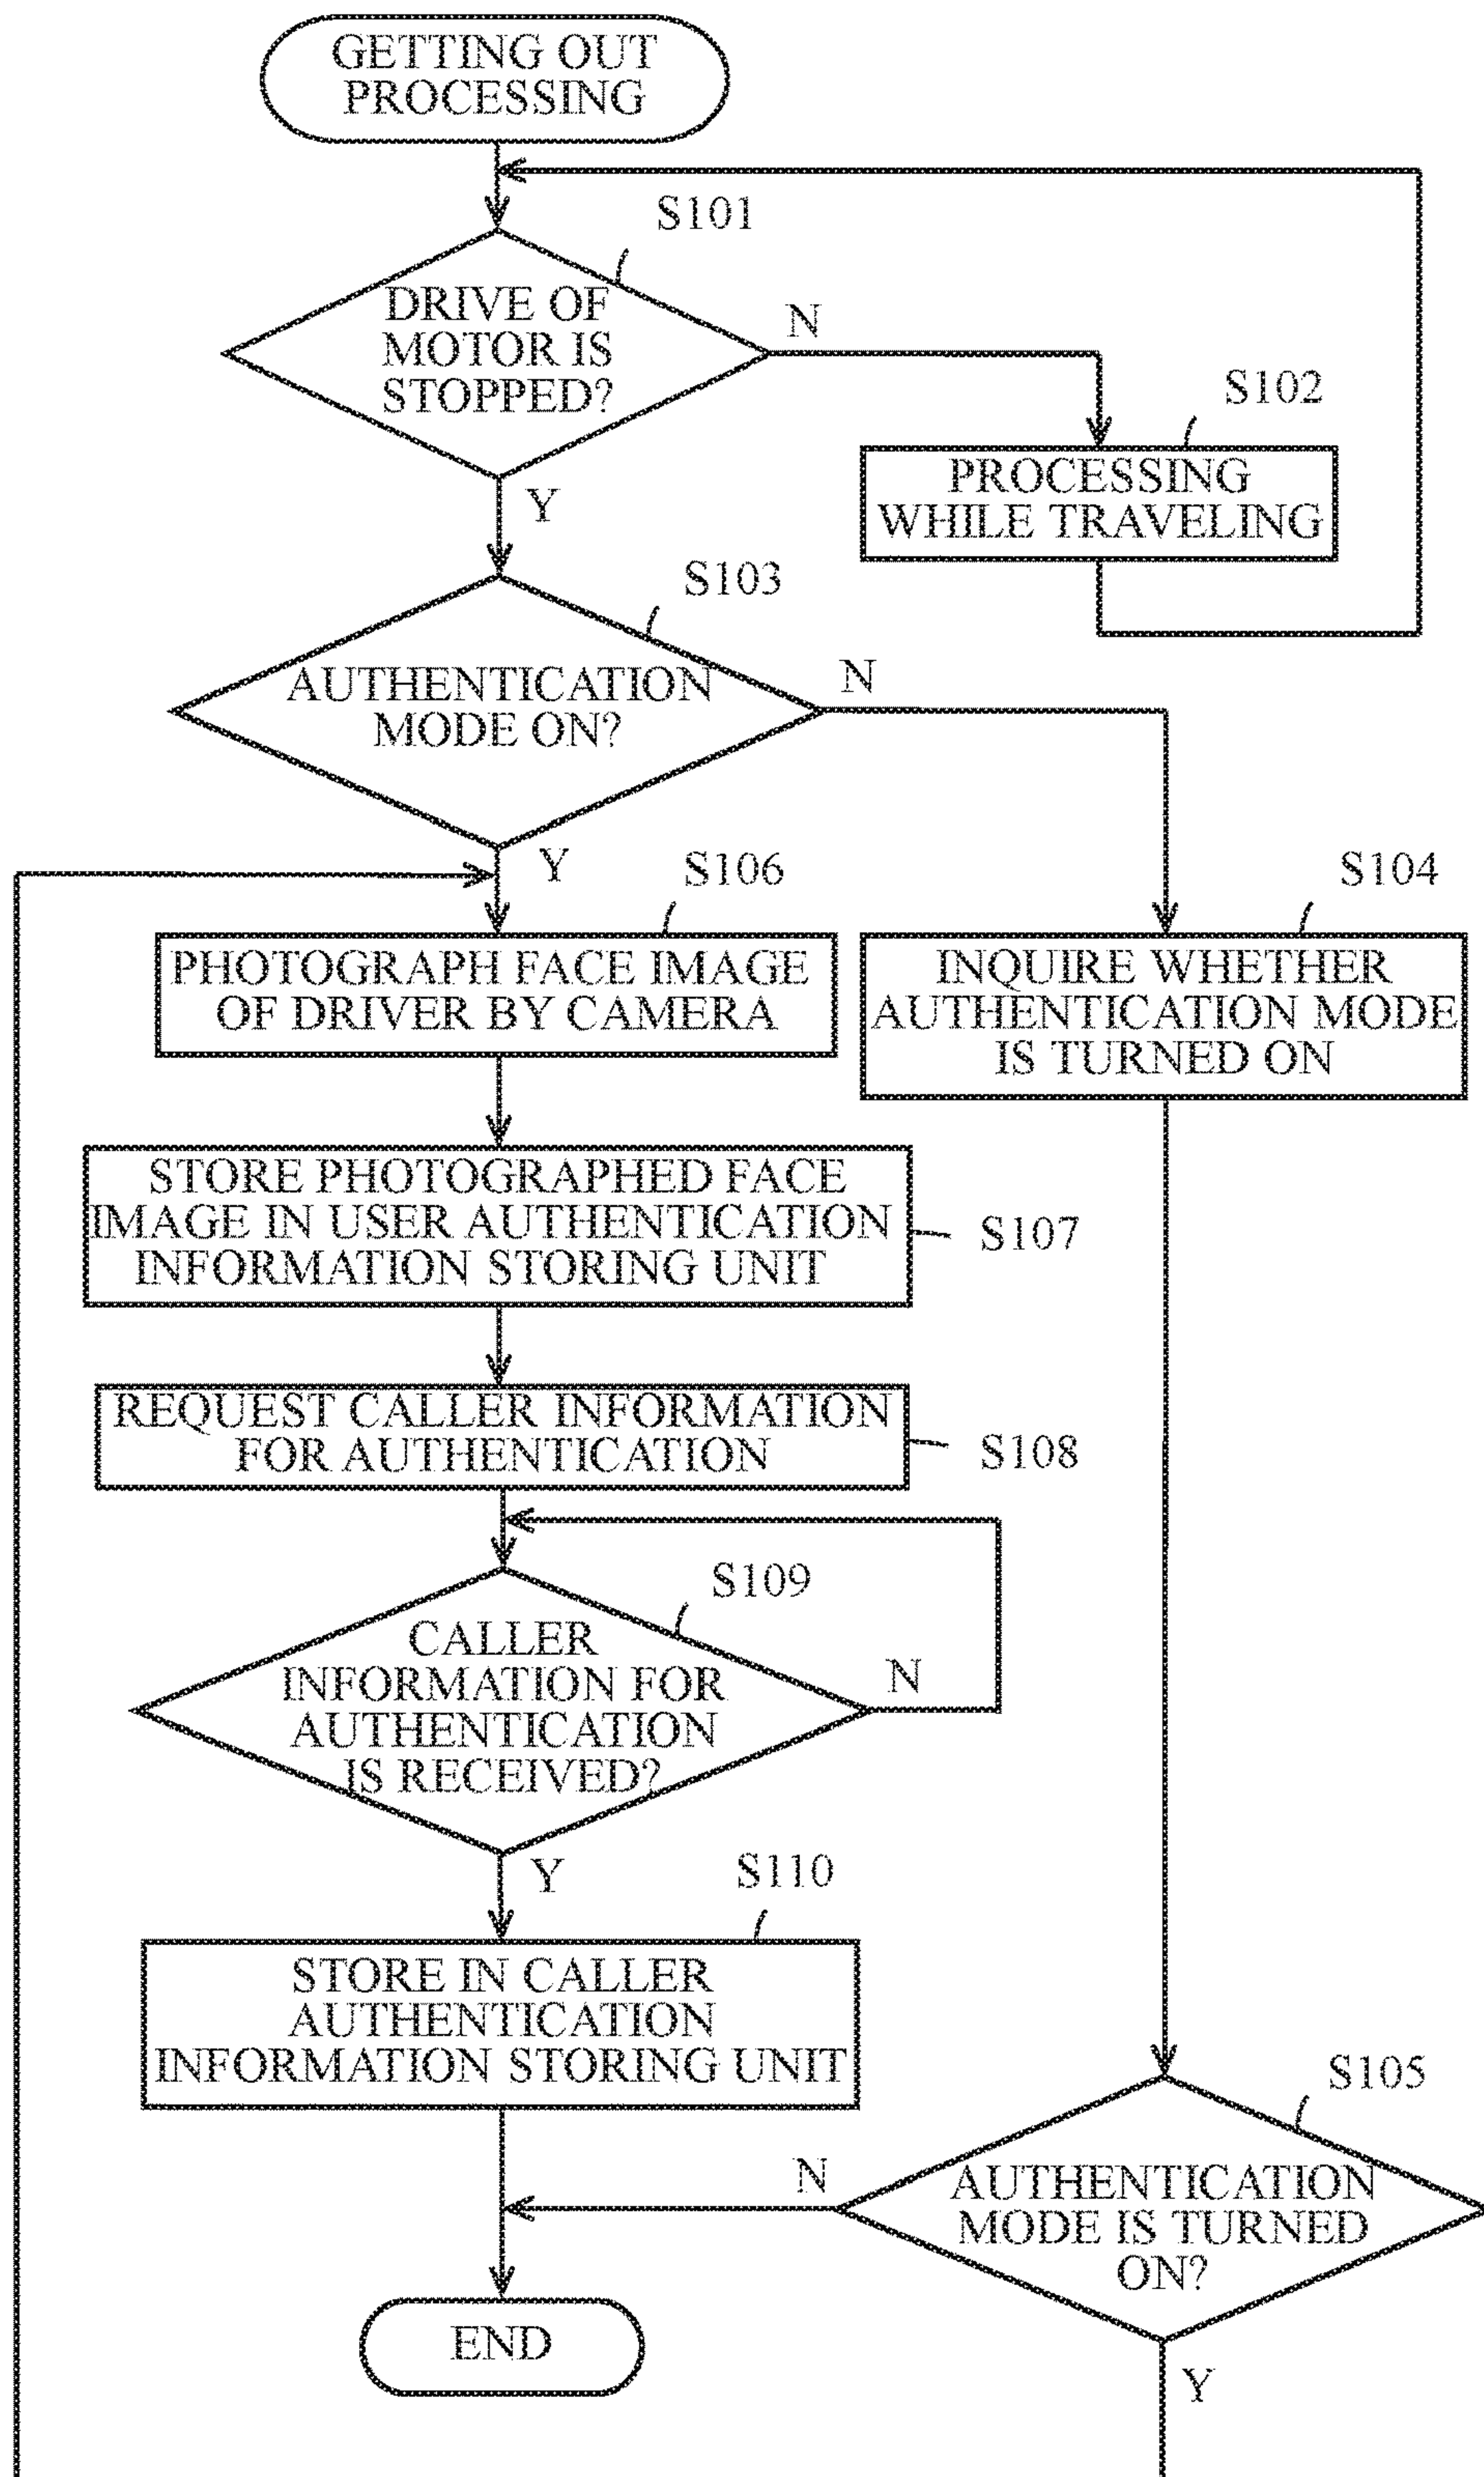 GETTING OUT
PROCESSING
S101
DRIVE OF
MOTOR IS
STOPPED?
N
S102
PROCESSING
WHILE TRAVELING
Y
S103
AUTHENTICATION
MODE ON?
N
Y
S106
PHOTOGRAPH FACE IMAGE
OF DRIVER BY CAMERA
S104
INQUIRE WHETHER
AUTHENTICATION MODE
IS TURNED ON
STORE PHOTOGRAPHED FACE
IMAGE IN USER AUTHENTICATION
INFORMATION STORING UNIT
S107
REQUEST CALLER INFORMATION
FOR AUTHENTICATION
S108
S109
CALLER
INFORMATION FOR
AUTHENTICATION
IS RECEIVED?
N
Y
S110
STORE IN CALLER
AUTHENTICATION
INFORMATION STORING UNIT
S105
AUTHENTICATION
MODE IS TURNED
ON?
N
Y
END